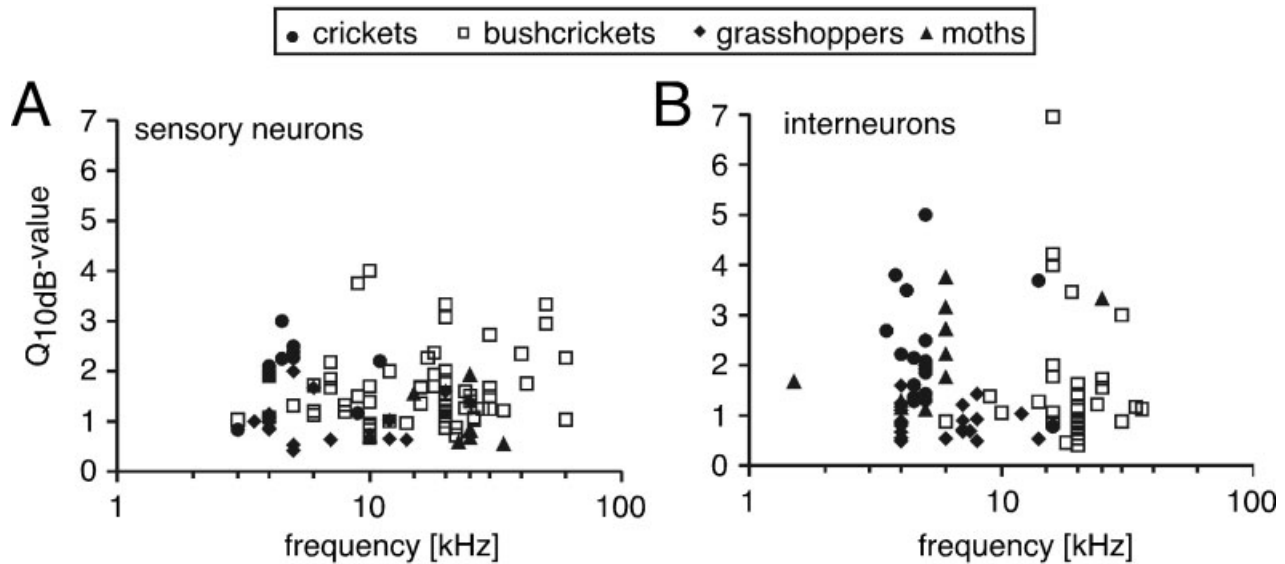 crickets bushcrickets grasshoppers moths
A
sensory neurons
Q10dB-value
7
6
5
4
3
2
1
0
1 10 100
frequency [kHz]
B
interneurons
7
6
5
4
3
2
1
0
1 10 100
frequency [kHz]